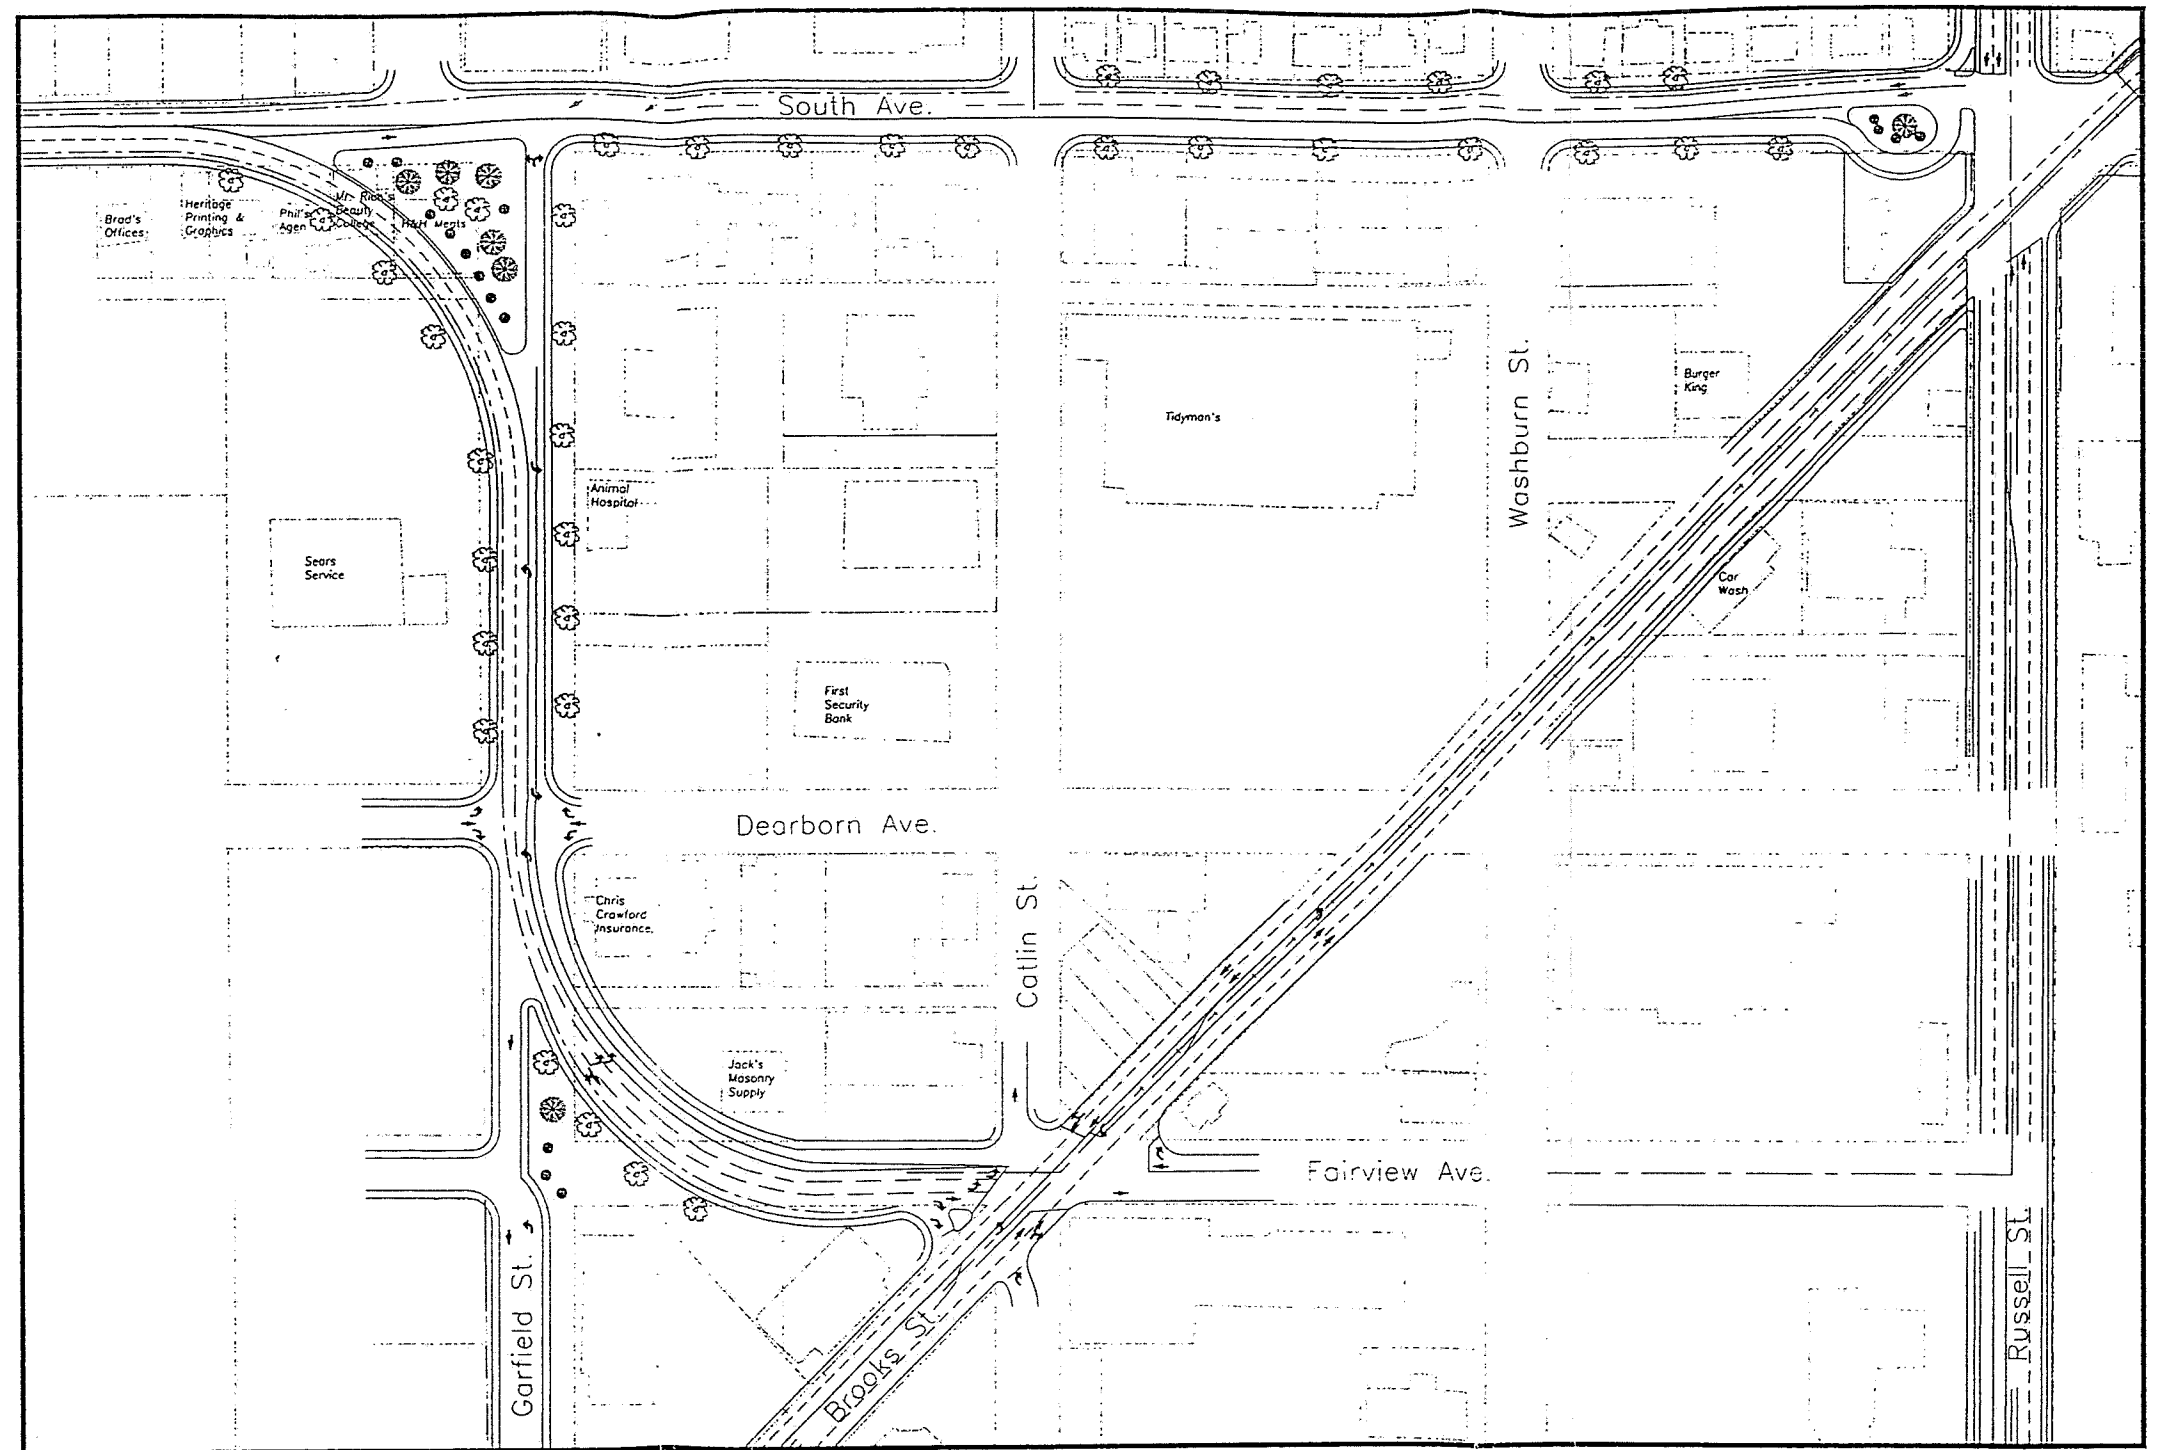 South Ave.
Brad's
Offices
Heritage
Printing &
Graphics
Phil's
Agen
Mr. Rich's
Beauty
College
H&H Meats
Burger
King
Tidyman's
Washburn St.
Animal
Hospital
Sears
Service
Car
Wash
First
Security
Bank
Dearborn Ave.
Chris
Crawford
Insurance
Catlin St.
Jack's
Masonry
Supply
Fairview Ave.
Garfield St.
Brooks St.
Russell St.